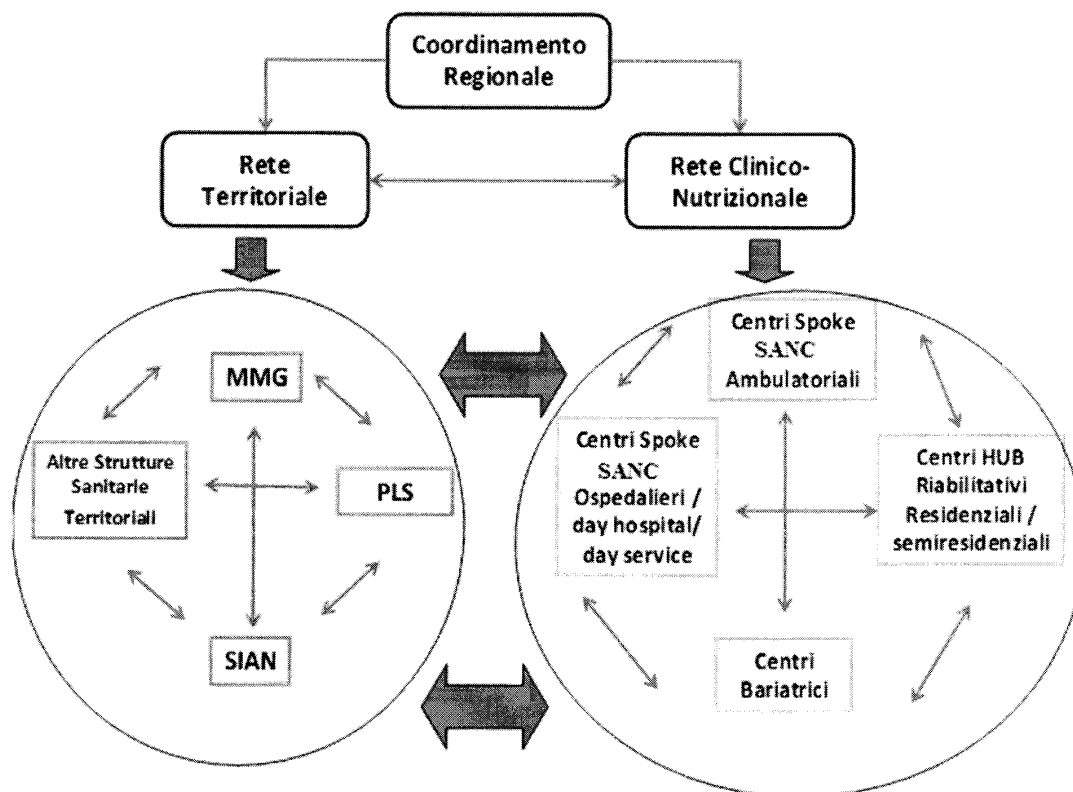 Coordinamento
Regionale
Rete
Territoriale
Rete Clinico-
Nutrizionale
MMG
Altre Strutture
Sanitarie
Territoriali
PLS
SIAN
Centri Spoke
SANC
Ambulatoriali
Centri Spoke
SANC
Ospedalieri /
day hospital/
day service
Centri HUB
Riabilitativi
Residenziali /
semiresidenziali
Centri
Bariatrici